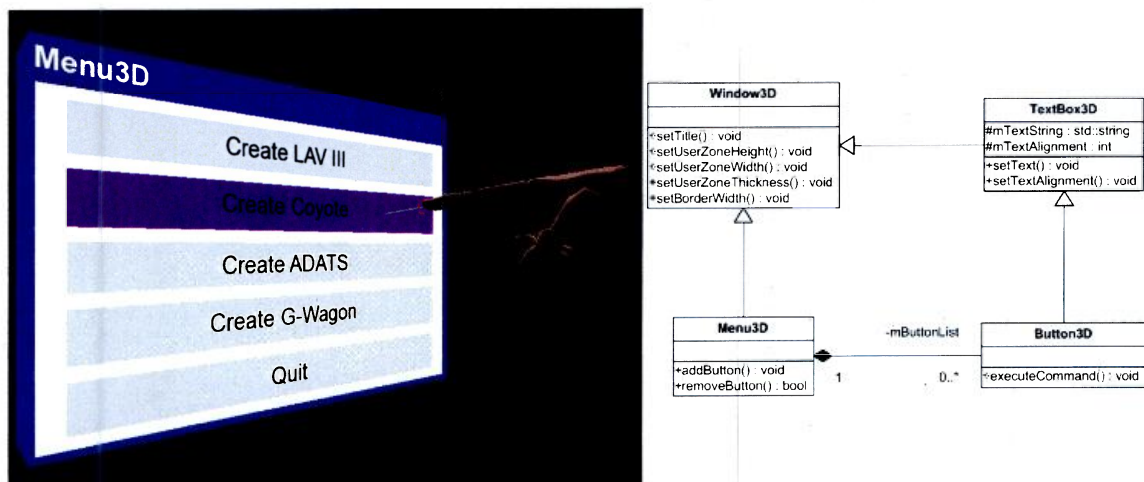 Menu3D
Create LAV III
Create Coyote
Create ADATS
Create G-Wagon
Quit
Window3D
+setTitle() : void
+setUserZoneHeight() : void
+setUserZoneWidth() : void
+setUserZoneThickness() : void
+setBorderWidth() : void
TextBox3D
#mTextString : std::string
#mTextAlignment : int
+setText() : void
+setTextAlignment() : void
Menu3D
+addButton() : void
+removeButton() : bool
-mButtonList
1
0..*
Button3D
+executeCommand() : void